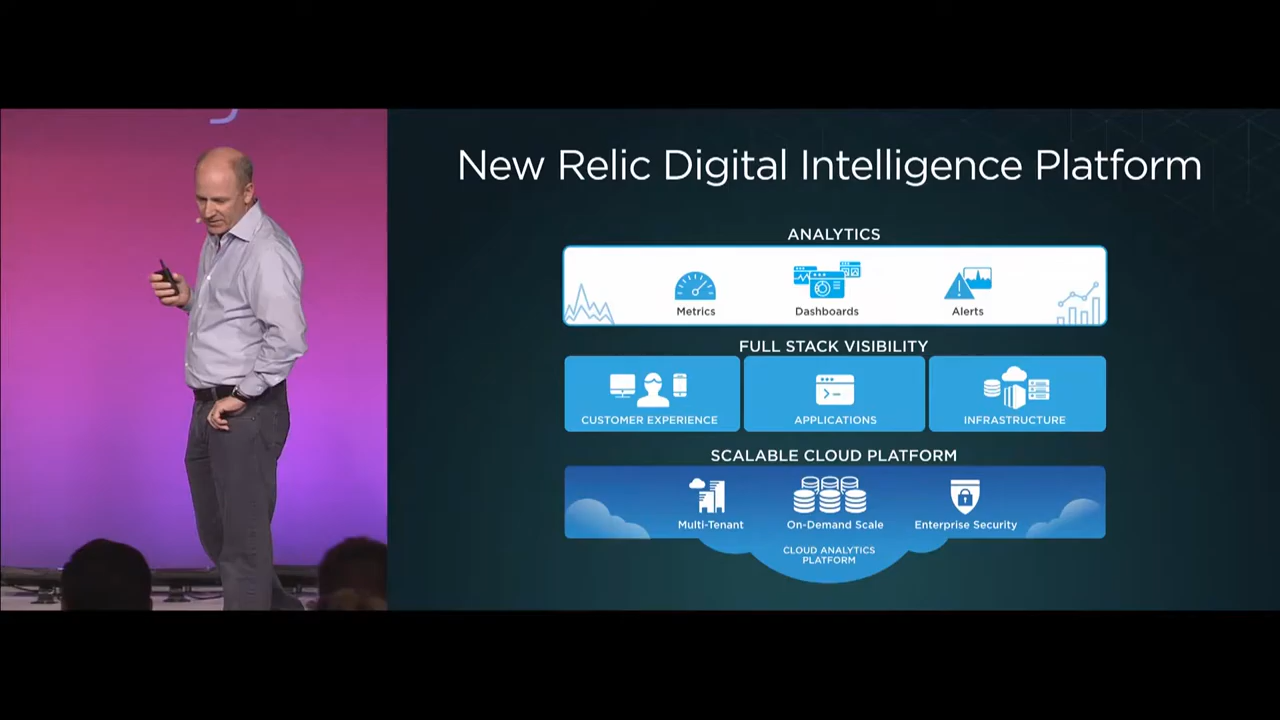 New Relic Digital Intelligence Platform
ANALYTICS
Metrics
Dashboards
Alerts
FULL STACK VISIBILITY
CUSTOMER EXPERIENCE
APPLICATIONS
INFRASTRUCTURE
SCALABLE CLOUD PLATFORM
Multi-Tenant
On-Demand Scale
Enterprise Security
CLOUD ANALYTICS
PLATFORM